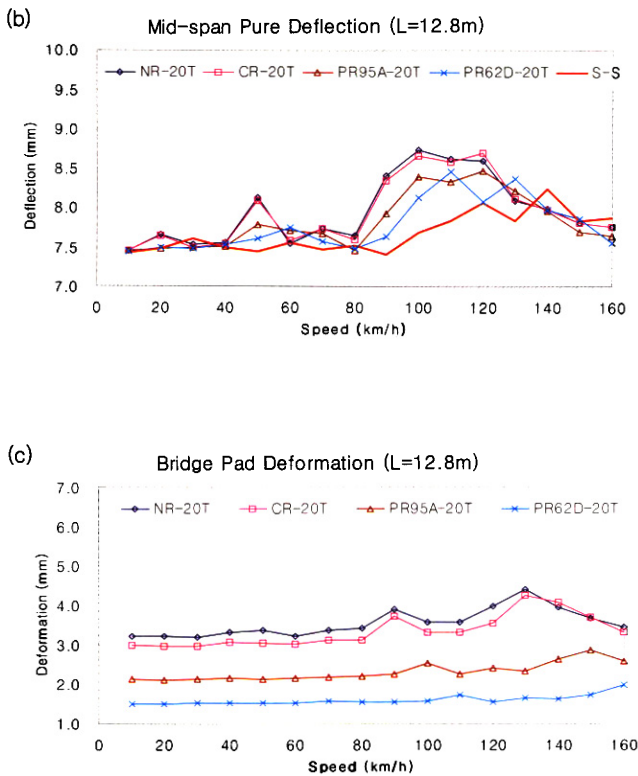 (b)
Mid-span Pure Deflection (L=12.8m)
10.0
NR-20T CR-20T PR95A-20T PR62D-20T S-S
9.5
9.0
8.5
8.0
7.5
7.0
Deflection (mm)
0 20 40 60 80 100 120 140 160
Speed (km/h)
(c)
Bridge Pad Deformation (L=12.8m)
7.0
NR-20T CR-20T PR95A-20T PR62D-20T
6.0
5.0
4.0
3.0
2.0
1.0
Deformation (mm)
0 20 40 60 80 100 120 140 160
Speed (km/h)